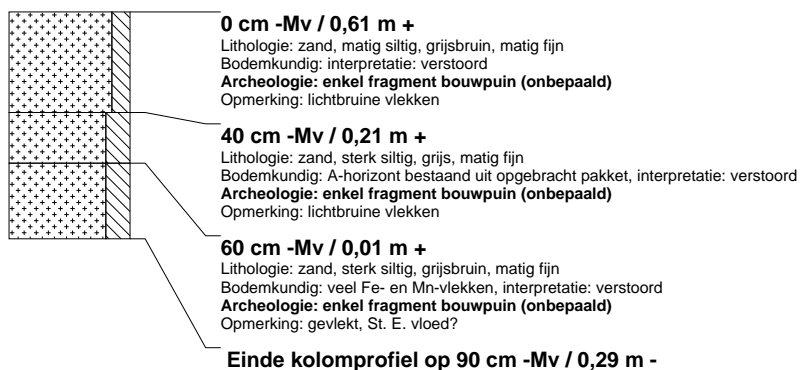 0 cm -Mv / 0,61 m +
Lithologie: zand, matig siltig, grijsbruin, matig fijn
Bodemkundig: interpretatie: verstoord
Archeologie: enkel fragment bouwpuin (onbepaald)
Opmerking: lichtbruine vlekken
40 cm -Mv / 0,21 m +
Lithologie: zand, sterk siltig, grijs, matig fijn
Bodemkundig: A-horizont bestaand uit opgebracht pakket, interpretatie: verstoord
Archeologie: enkel fragment bouwpuin (onbepaald)
Opmerking: lichtbruine vlekken
60 cm -Mv / 0,01 m +
Lithologie: zand, sterk siltig, grijsbruin, matig fijn
Bodemkundig: veel Fe- en Mn-vlekken, interpretatie: verstoord
Archeologie: enkel fragment bouwpuin (onbepaald)
Opmerking: gevlekt, St. E. vloed?
Einde kolomprofiel op 90 cm -Mv / 0,29 m -